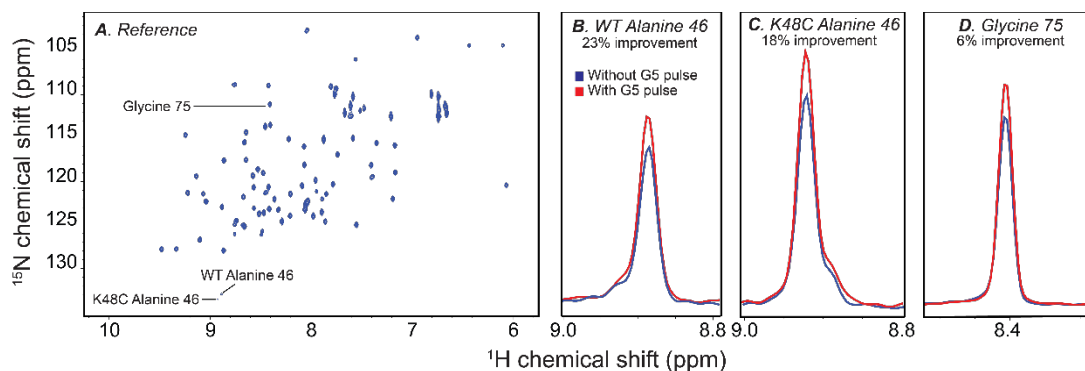 A. Reference
105
110
115
120
125
130
15N chemical shift (ppm)
Glycine 75
WT Alanine 46
K48C Alanine 46
10
9
8
7
6
B. WT Alanine 46
23% improvement
Without G5 pulse
With G5 pulse
9.0
8.8
C. K48C Alanine 46
18% improvement
9.0
8.8
D. Glycine 75
6% improvement
8.4
1H chemical shift (ppm)